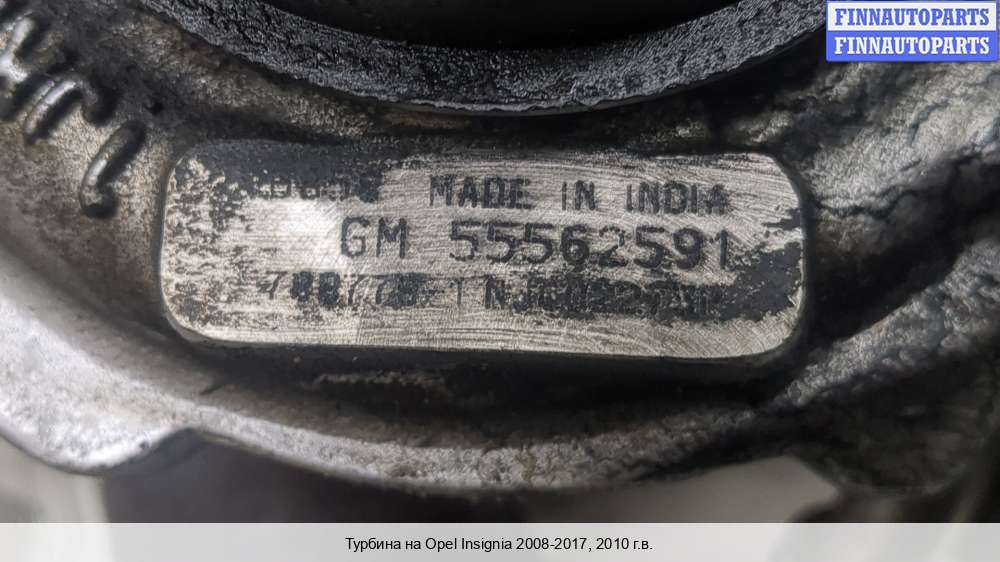 FINNAUTOPARTS
FINNAUTOPARTS
MADE IN INDIA
GM 55562591
Турбина на Opel Insignia 2008-2017, 2010 г.в.